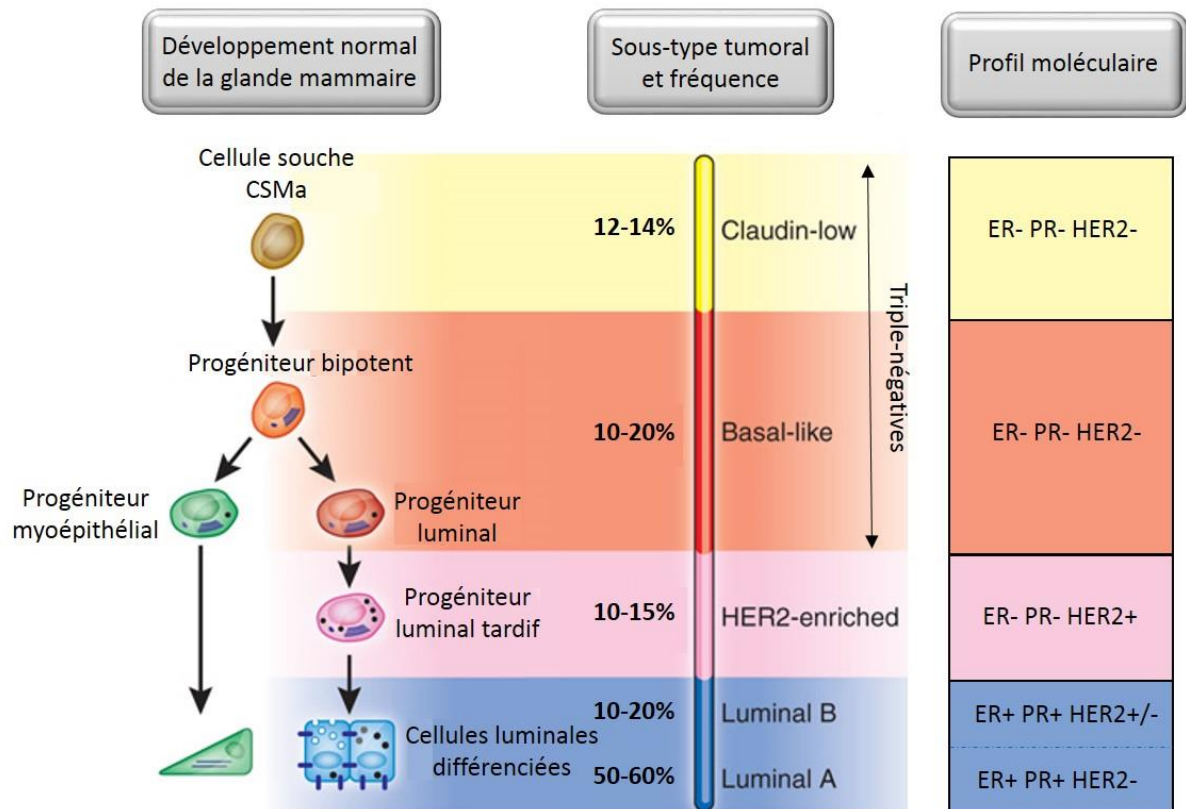 Développement normal
de la glande mammaire
Sous-type tumoral
et fréquence
Profil moléculaire
Cellule souche
CSMa
12-14%
Claudin-low
ER- PR- HER2-
Triple-négatives
Progéniteur bipotent
10-20%
Basal-like
ER- PR- HER2-
Progéniteur
myoépithélial
Progéniteur
luminal
Progéniteur
luminal tardif
10-15%
HER2-enriched
ER- PR- HER2+
10-20%
Luminal B
ER+ PR+ HER2+/-
Cellules luminales
différenciées
50-60%
Luminal A
ER+ PR+ HER2-